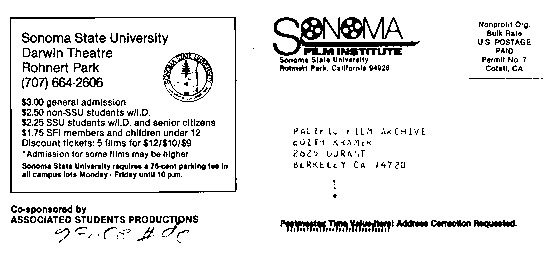 Sonoma State University
Darwin Theatre
Rohnert Park
(707) 664-2606
$3.00 general admission
$2.50 non-SSU students w/I.D.
$2.25 SSU students w/I.D. and senior citizens
$1.75 SFI members and children under 12
Discount tickets: 5 films for $12/$10/$9
*Admission for some films may be higher
Sonoma State University requires a 75-cent parking fee in
all campus lots Monday - Friday until 10 p.m.
Co-sponsored by
ASSOCIATED STUDENTS PRODUCTIONS
SONOMA
FILM INSTITUTE
Sonoma State University
Rohnert Park, California 94928
Nonprofit Org.
Bulk Rate
U.S. POSTAGE
PAID
Permit No. 7
Cotati, CA
PACIFIC FILM ARCHIVE
EDITH KRAMER
2625 DURANT
BERKELEY CA 94720
Postmaster, Time Value Item! Address Correction Requested.